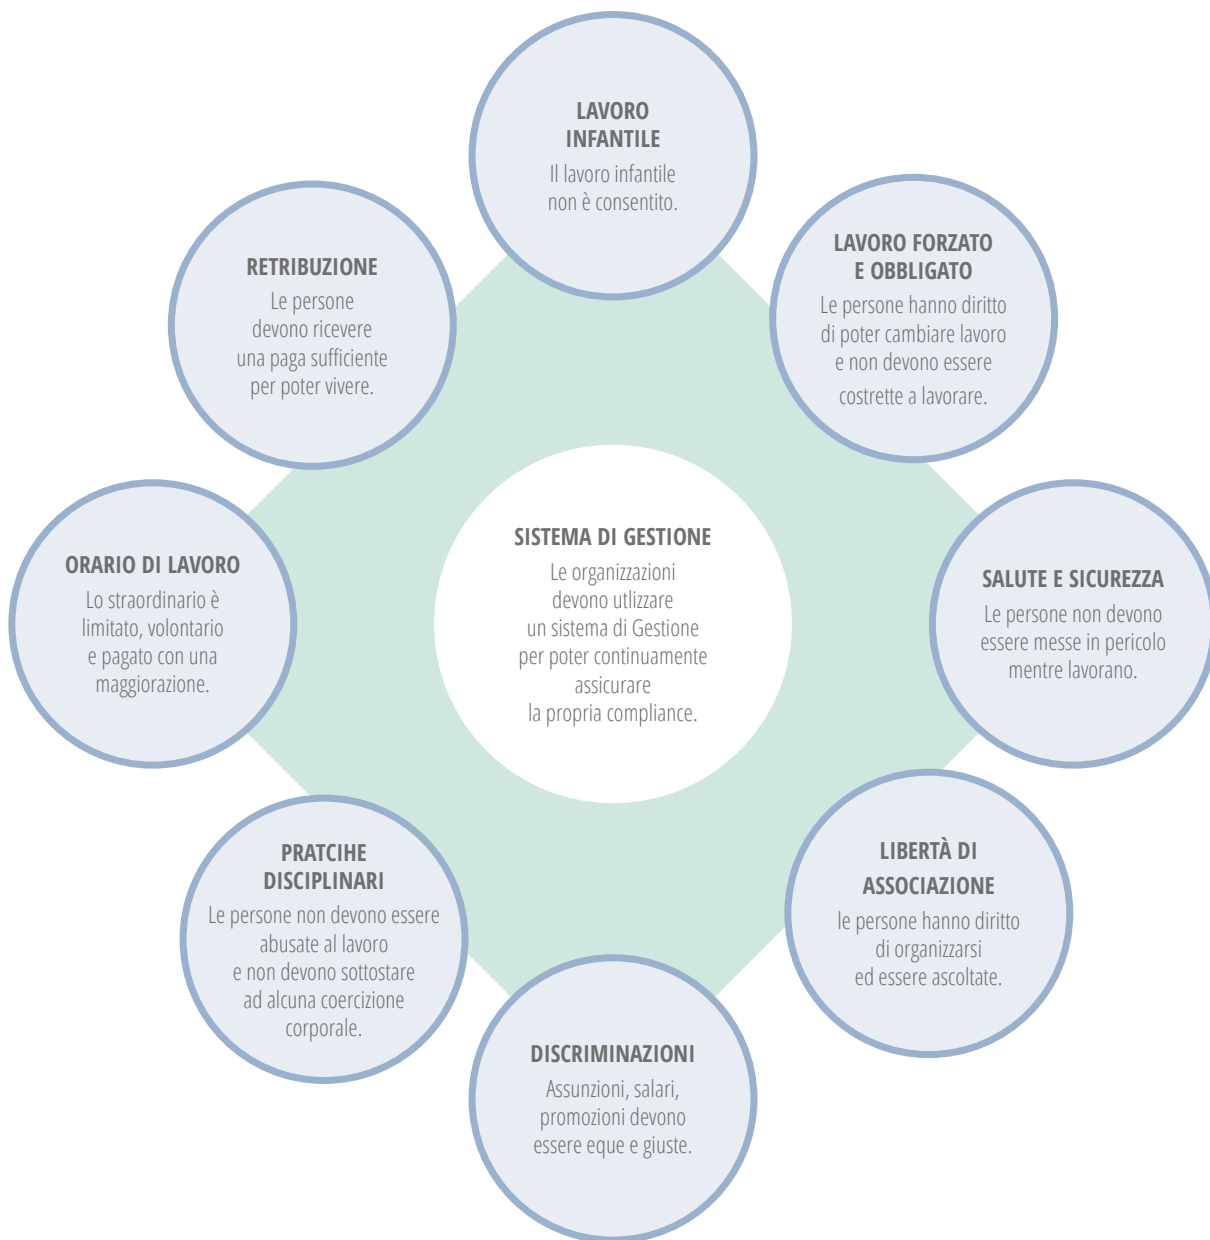 LAVORO
INFANTILE
Il lavoro infantile
non è consentito.
LAVORO FORZATO
E OBBLIGATO
Le persone hanno diritto
di poter cambiare lavoro
e non devono essere
costrette a lavorare.
SALUTE E SICUREZZA
Le persone non devono
essere messe in pericolo
mentre lavorano.
LIBERTÀ DI
ASSOCIAZIONE
le persone hanno diritto
di organizzarsi
ed essere ascoltate.
DISCRIMINAZIONI
Assunzioni, salari,
promozioni devono
essere eque e giuste.
PRATCIHE
DISCIPLINARI
Le persone non devono essere
abusate al lavoro
e non devono sottostare
ad alcuna coercizione
corporale.
ORARIO DI LAVORO
Lo straordinario è
limitato, volontario
e pagato con una
maggiorazione.
RETRIBUZIONE
Le persone
devono ricevere
una paga sufficiente
per poter vivere.
SISTEMA DI GESTIONE
Le organizzazioni
devono utlizzare
un sistema di Gestione
per poter continuamente
assicurare
la propria compliance.